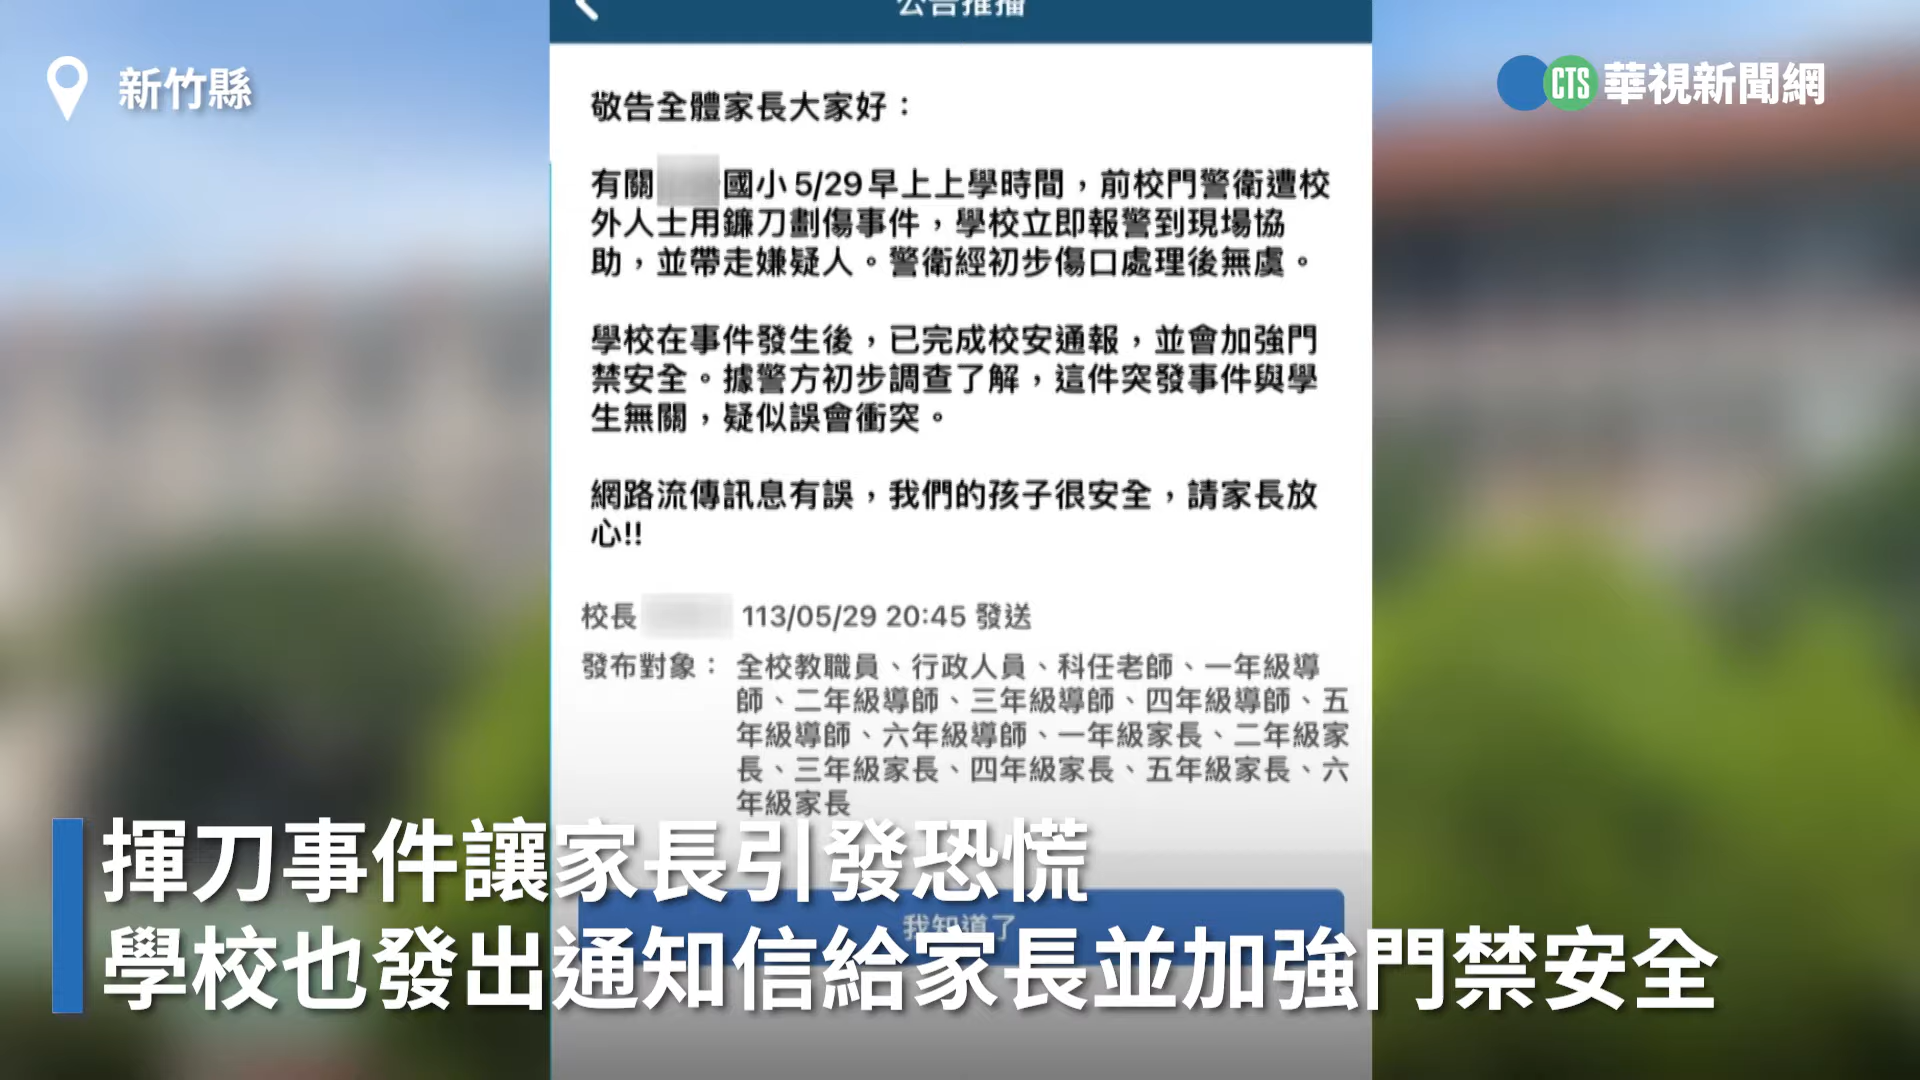 公告推播
新竹縣
CTS 華視新聞網
敬告全體家長大家好：
有關 國小5/29早上上學時間，前校門警衛遭校
外人士用鐮刀劃傷事件，學校立即報警到現場協
助，並帶走嫌疑人。警衛經初步傷口處理後無虞。
學校在事件發生後，已完成校安通報，並會加強門
禁安全。據警方初步調查了解，這件突發事件與學
生無關，疑似誤會衝突。
網路流傳訊息有誤，我們的孩子很安全，請家長放
心!!
校長 113/05/29 20:45 發送
發布對象： 全校教職員、行政人員、科任老師、一年級導
師、二年級導師、三年級導師、四年級導師、五
年級導師、六年級導師、一年級家長、二年級家
長、三年級家長、四年級家長、五年級家長、六
年級家長
揮刀事件讓家長引發恐慌
我知道了
學校也發出通知信給家長並加強門禁安全